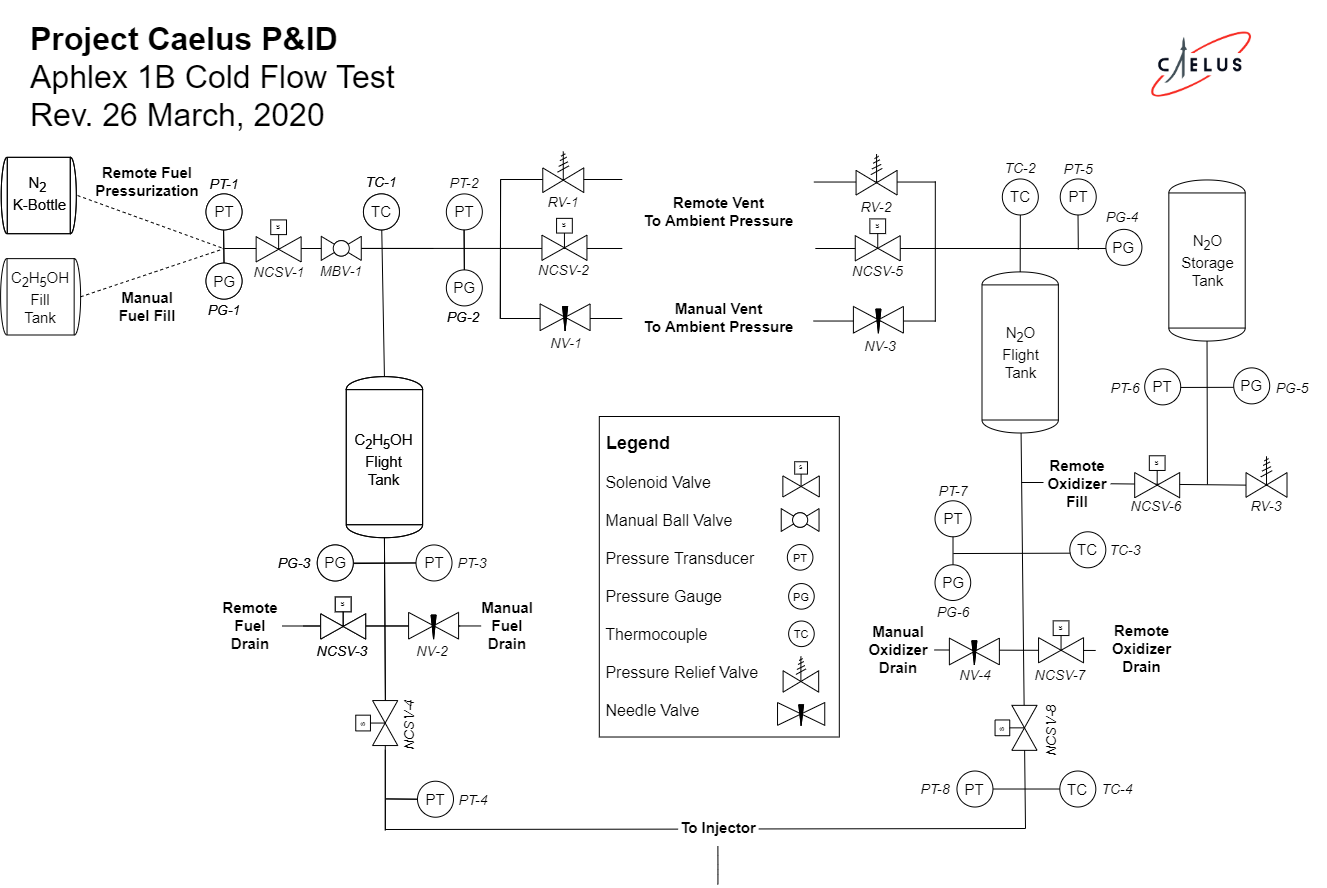 Project Caelus P&ID
Aphlex 1B Cold Flow Test
Rev. 26 March, 2020
CAELUS
N2
K-Bottle
Remote Fuel
Pressurization
C2H5OH
Fill
Tank
Manual
Fuel Fill
PT-1
PT
PG
PG-1
NCSV-1
S
MBV-1
TC-1
TC
PT-2
PT
PG
PG-2
RV-1
S
NCSV-2
NV-1
Remote Vent
To Ambient Pressure
Manual Vent
To Ambient Pressure
RV-2
S
NCSV-5
NV-3
TC-2
TC
PT-5
PT
PG-4
PG
N2O
Storage
Tank
N2O
Flight
Tank
PT-6
PT
PG
PG-5
Remote
Oxidizer
Fill
S
NCSV-6
RV-3
C2H5OH
Flight
Tank
PG-3
PG
PT
PT-3
Remote
Fuel
Drain
S
NCSV-3
NV-2
Manual
Fuel
Drain
S
NCSV-4
PT
PT-4
Legend
Solenoid Valve
S
Manual Ball Valve
Pressure Transducer
PT
Pressure Gauge
PG
Thermocouple
TC
Pressure Relief Valve
Needle Valve
PT-7
PT
PG
PG-6
TC
TC-3
Manual
Oxidizer
Drain
NV-4
S
NCSV-7
Remote
Oxidizer
Drain
S
NCSV-8
PT-8
PT
TC
TC-4
To Injector